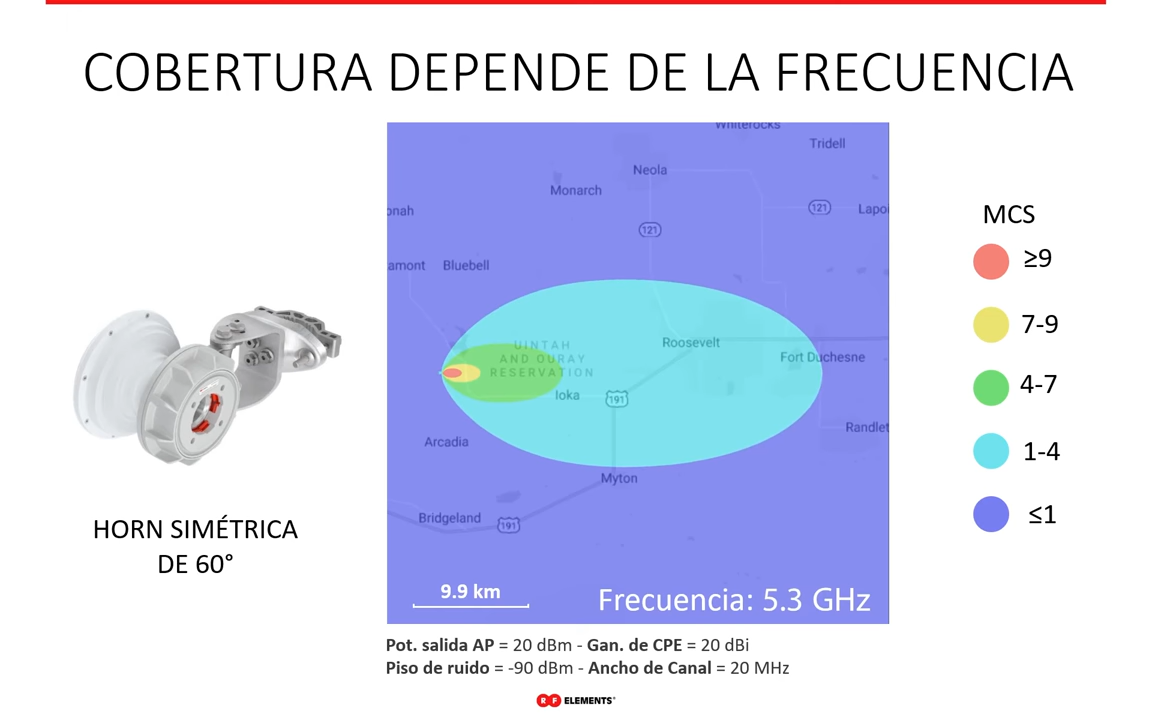 COBERTURA DEPENDE DE LA FRECUENCIA
Whiterocks
Tridell
Neola
Monarch
121
Lapoi
onah
121
amont
Bluebell
UINTAH
AND OURAY
RESERVATION
Roosevelt
Fort Duchesne
Ioka
191
Randlet
Arcadia
Myton
Bridgeland
191
9.9 km
Frecuencia: 5.3 GHz
MCS
≥9
7-9
4-7
1-4
≤1
HORN SIMÉTRICA
DE 60°
Pot. salida AP = 20 dBm - Gan. de CPE = 20 dBi
Piso de ruido = -90 dBm - Ancho de Canal = 20 MHz
RF ELEMENTS